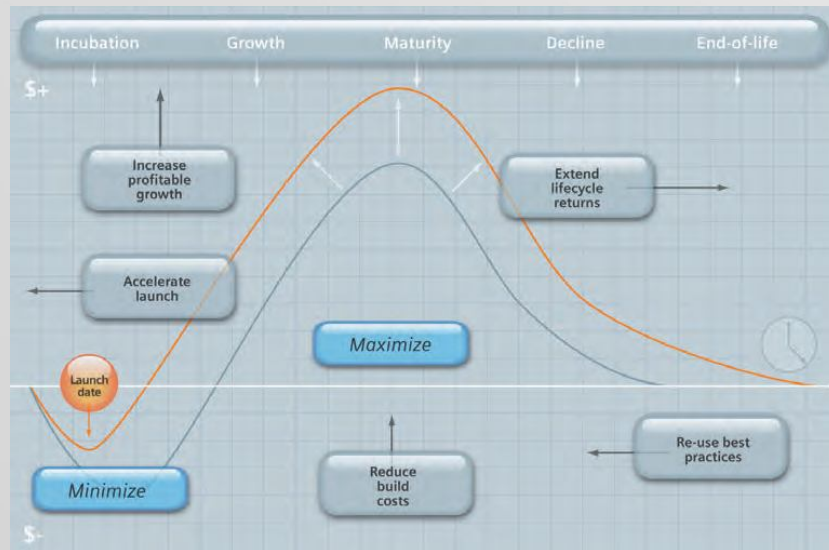 Incubation Growth Maturity Decline End-of-life
$+
Increase
profitable
growth
Extend
lifecycle
returns
Accelerate
launch
Maximize
Launch
date
Re-use best
practices
Reduce
build
costs
Minimize
$-